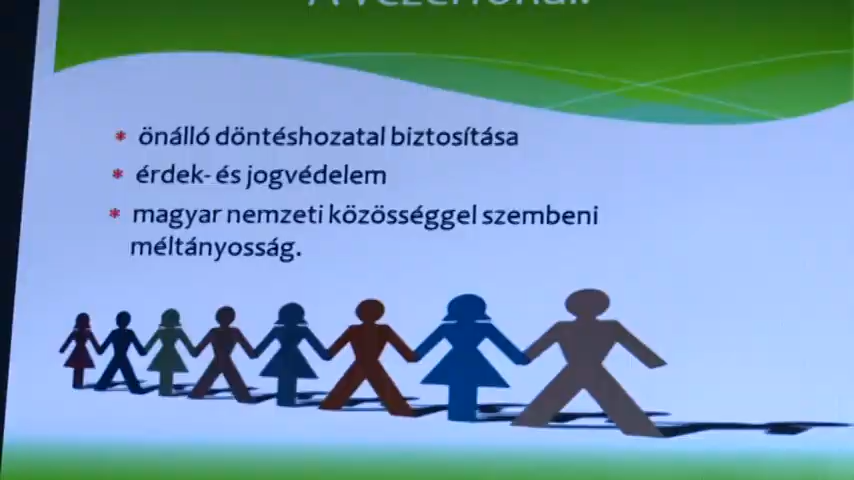 * önálló döntéshozatal biztosítása
* érdek- és jogvédelem
* magyar nemzeti közösséggel szembeni
méltányosság.